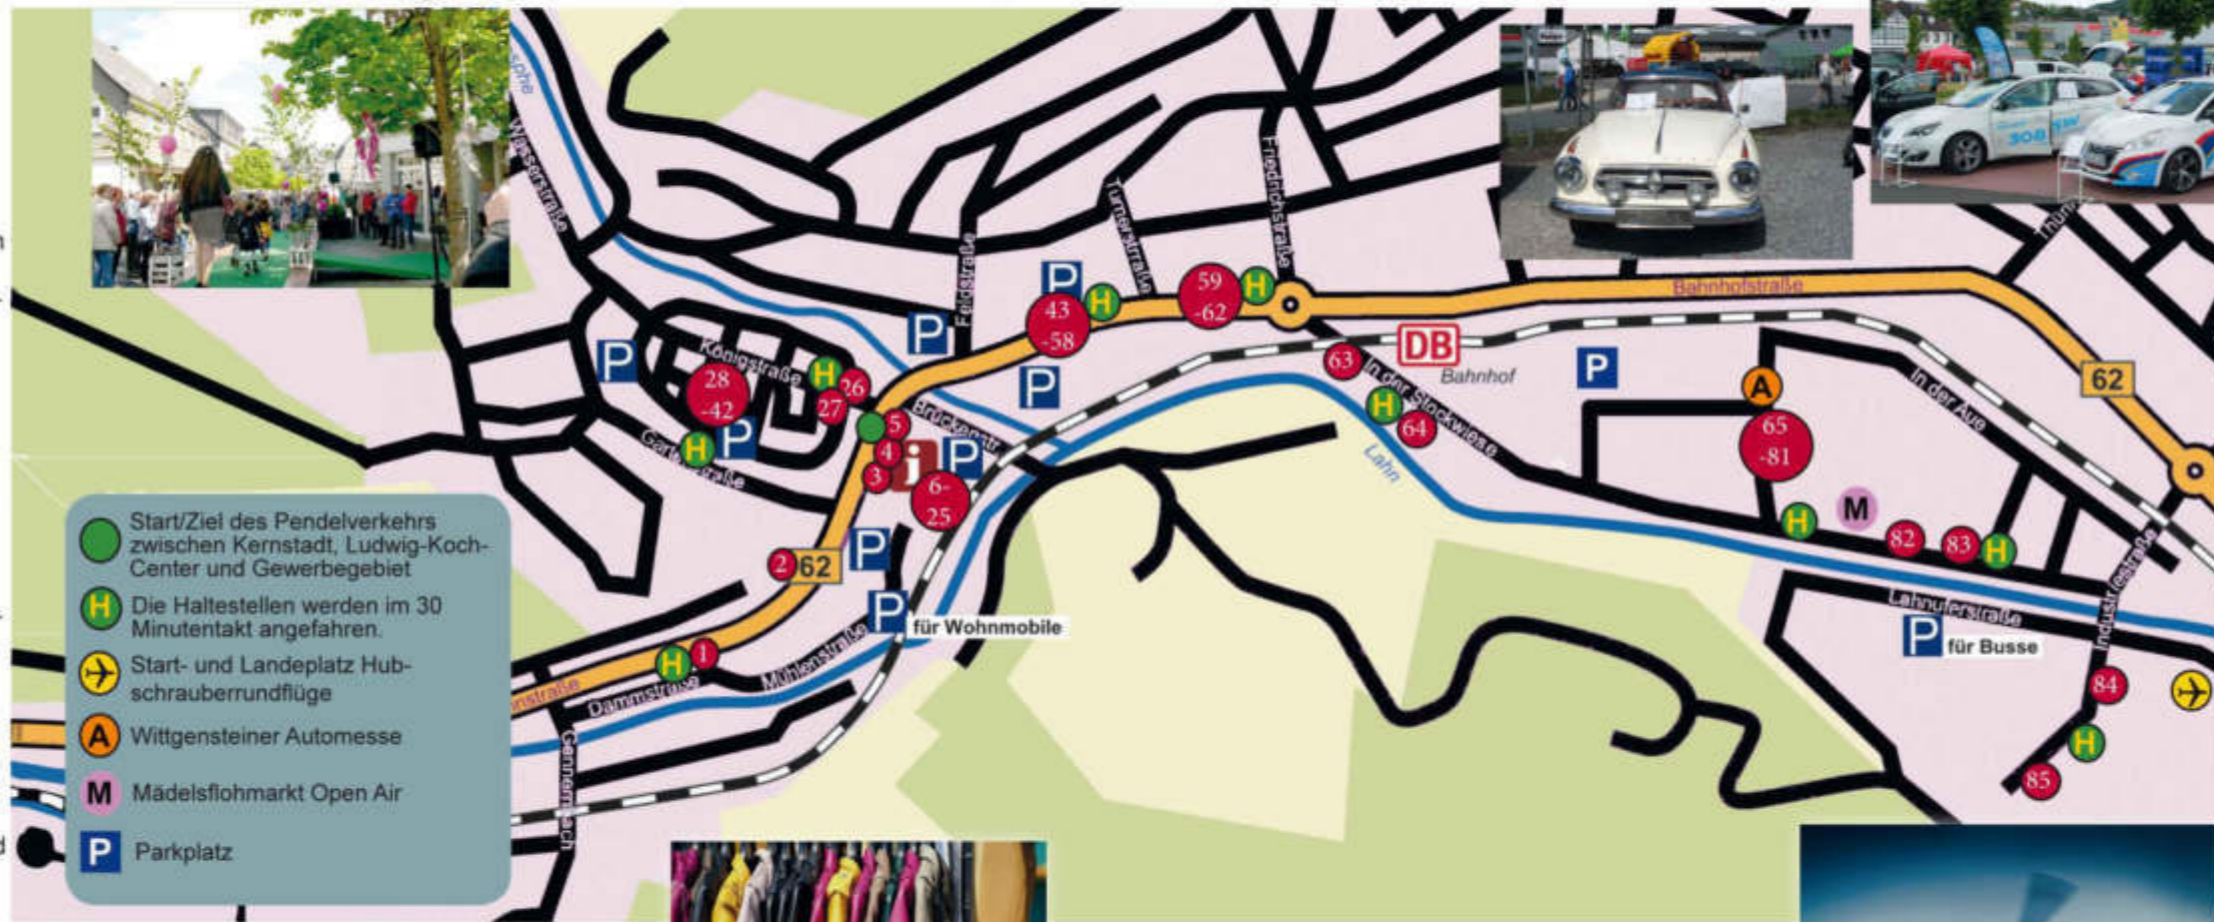 Wasserstraße
Feldstraße
Turnerstraße
Friedrichstraße
308 SW
Bahnhofstraße
P
43
-58
H
59
-62
H
P
P
P
DB
Bahnhof
63
In der Stockwiese
H
64
Lahn
P
A
65
-81
In der Aue
62
Königstraße
28
-42
H
26
27
P
H
Gartenstraße
5
4
3
i
Brückenstr.
P
6-
25
2
62
P
P
für Wohnmobile
H
1
Mühlenstraße
Dammstraße
H
M
82
83
H
Lahnuferstraße
P
für Busse
Industriestraße
84
H
85
Start/Ziel des Pendelverkehrs
zwischen Kernstadt, Ludwig-Koch-
Center und Gewerbegebiet
H
Die Haltestellen werden im 30
Minutentakt angefahren.
Start- und Landeplatz Hub-
schrauberrundflüge
A
Wittgensteiner Automesse
M
Mädelsflohmarkt Open Air
P
Parkplatz